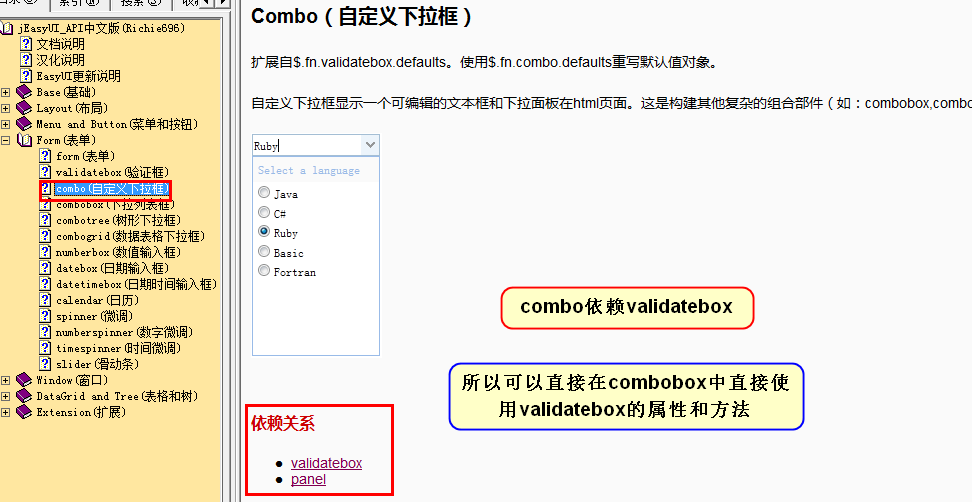 jEasyUI_API中文版(Richie696)
文档说明
汉化说明
EasyUI更新说明
Base(基础)
Layout(布局)
Menu and Button(菜单和按钮)
Form(表单)
form(表单)
validatebox(验证框)
combo(自定义下拉框)
combobox(下拉列表框)
combotree(树形下拉框)
combogrid(数据表格下拉框)
numberbox(数值输入框)
datebox(日期输入框)
datetimebox(日期时间输入框)
calendar(日历)
spinner(微调)
numberspinner(数字微调)
timespinner(时间微调)
slider(滑动条)
Window(窗口)
DataGrid and Tree(表格和树)
Extension(扩展)
Combo（自定义下拉框）
扩展自$.fn.validatebox.defaults。使用$.fn.combo.defaults重写默认值对象。
自定义下拉框显示一个可编辑的文本框和下拉面板在html页面。这是构建其他复杂的组合部件（如：combobox,combo
Ruby
Select a language
Java
C#
Ruby
Basic
Fortran
combo依赖validatebox
所以可以直接在combobox中直接使
用validatebox的属性和方法
依赖关系
validatebox
panel